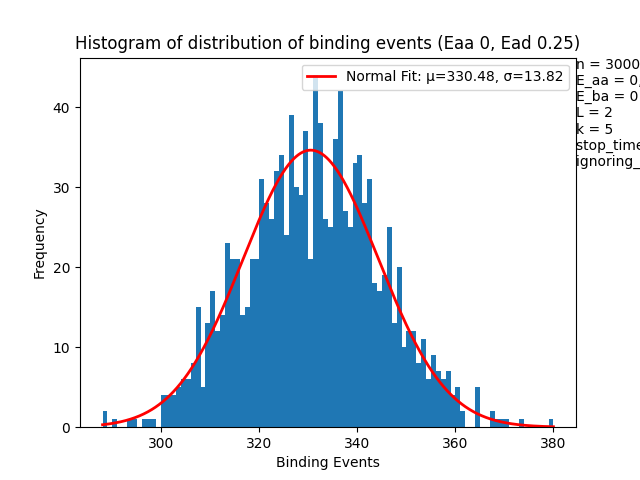 Histogram of distribution of binding events (Eaa 0, Ead 0.25)
Normal Fit: μ=330.48, σ=13.82
n = 3000
E_aa = 0,
E_ba = 0
L = 2
k = 5
stop_time
ignoring_
40
30
20
10
0
Frequency
300 320 340 360 380
Binding Events